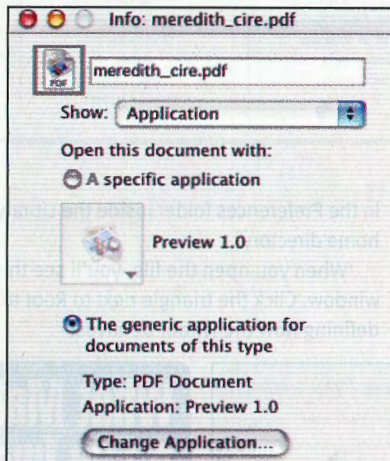 Info: meredith_cire.pdf
PDF
meredith_cire.pdf
Show: Application
Open this document with:
A specific application
Preview 1.0
The generic application for
documents of this type
Type: PDF Document
Application: Preview 1.0
Change Application...